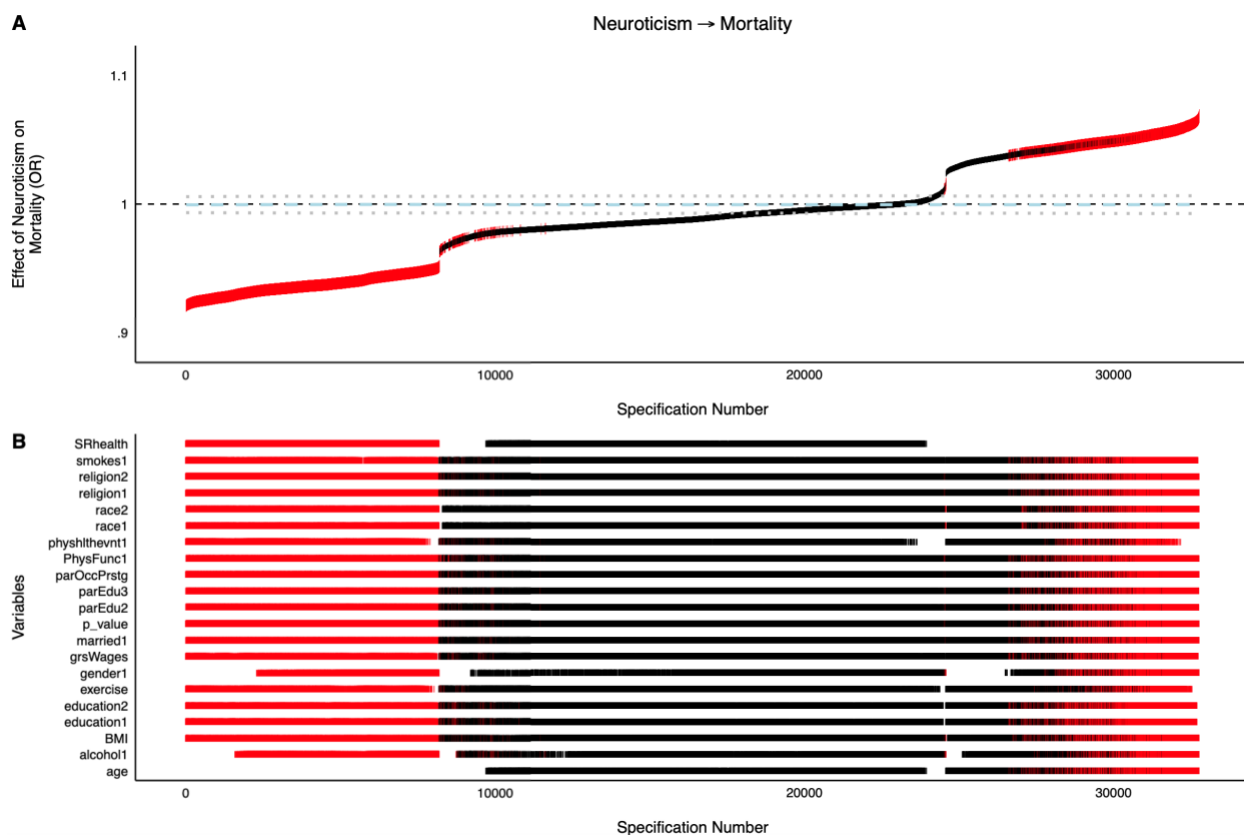 A
Neuroticism → Mortality
Effect of Neuroticism on
Mortality (OR)
1.1
1
.9
0
10000
20000
30000
Specification Number
B
Variables
SRhealth
smokes1
religion2
religion1
race2
race1
physhlthevnt1
PhysFunc1
parOccPrstg
parEdu3
parEdu2
p_value
married1
grsWages
gender1
exercise
education2
education1
BMI
alcohol1
age
0
10000
20000
30000
Specification Number